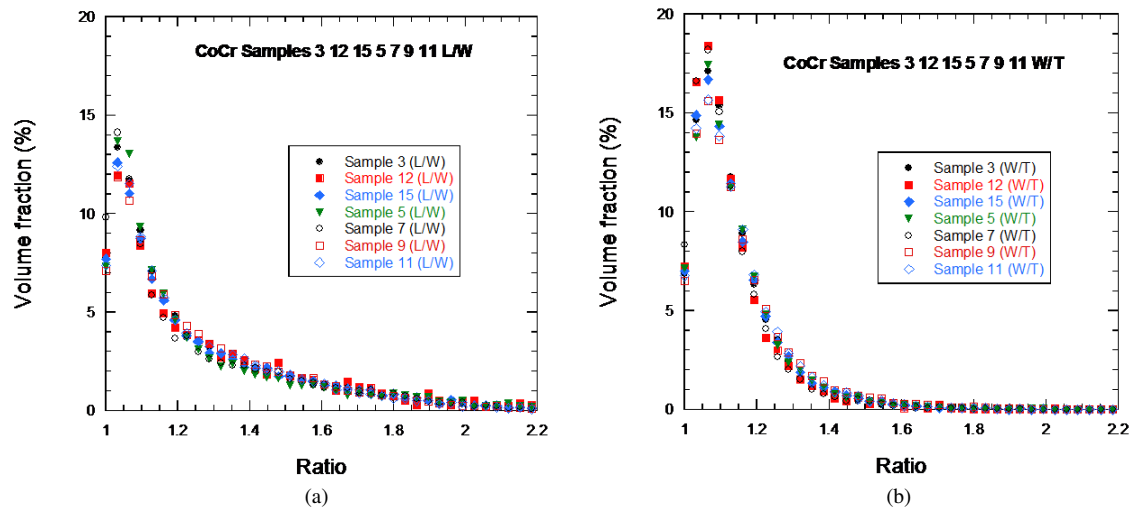 CoCr Samples 3 12 15 5 7 9 11 L/W
Volume fraction (%)
20
15
10
5
0
Sample 3 (L/W)
Sample 12 (L/W)
Sample 15 (L/W)
Sample 5 (L/W)
Sample 7 (L/W)
Sample 9 (L/W)
Sample 11 (L/W)
1 1.2 1.4 1.6 1.8 2 2.2
Ratio
(a)
CoCr Samples 3 12 15 5 7 9 11 W/T
Volume fraction (%)
20
15
10
5
0
Sample 3 (W/T)
Sample 12 (W/T)
Sample 15 (W/T)
Sample 5 (W/T)
Sample 7 (W/T)
Sample 9 (W/T)
Sample 11 (W/T)
1 1.2 1.4 1.6 1.8 2 2.2
Ratio
(b)